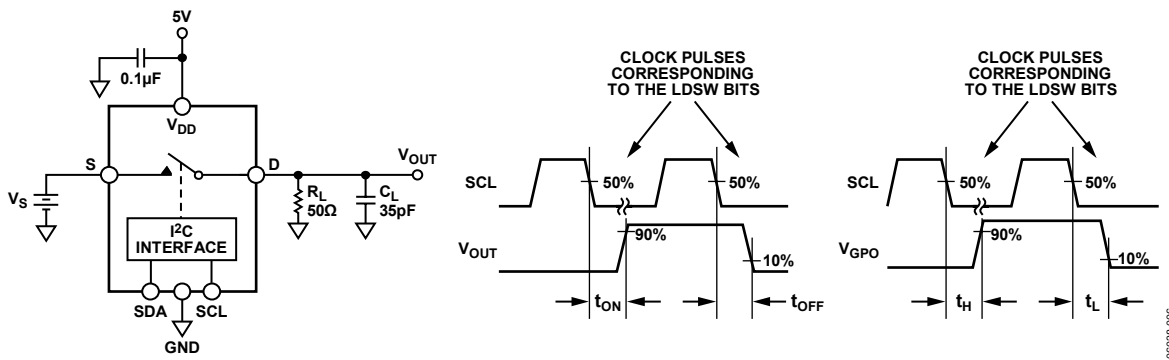 5V
0.1µF
VDD
S
D
VOUT
VS
RL
50Ω
CL
35pF
I2C
INTERFACE
SDA
SCL
GND
CLOCK PULSES
CORRESPONDING
TO THE LDSW BITS
SCL
50%
50%
VOUT
90%
10%
tON
tOFF
CLOCK PULSES
CORRESPONDING
TO THE LDSW BITS
SCL
50%
50%
VGPO
90%
10%
tH
tL